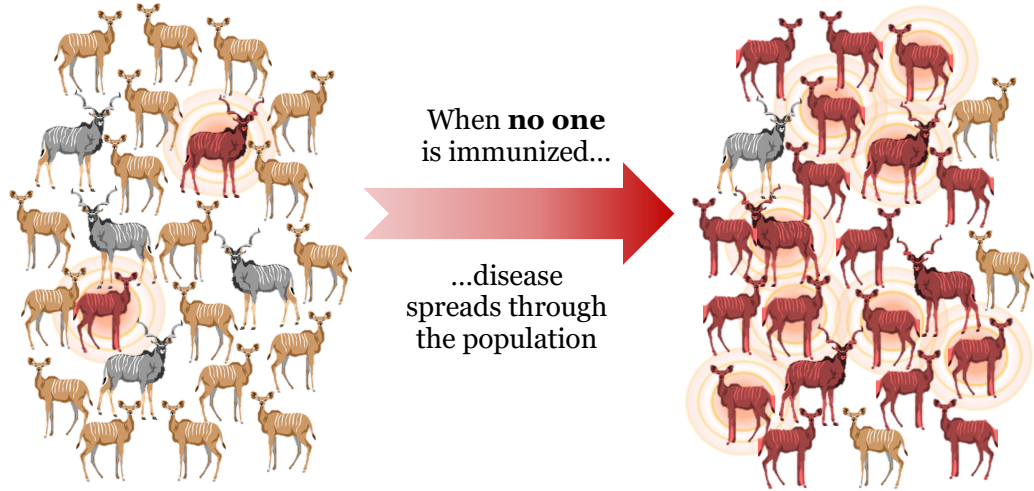 When no one
is immunized...
...disease
spreads through
the population